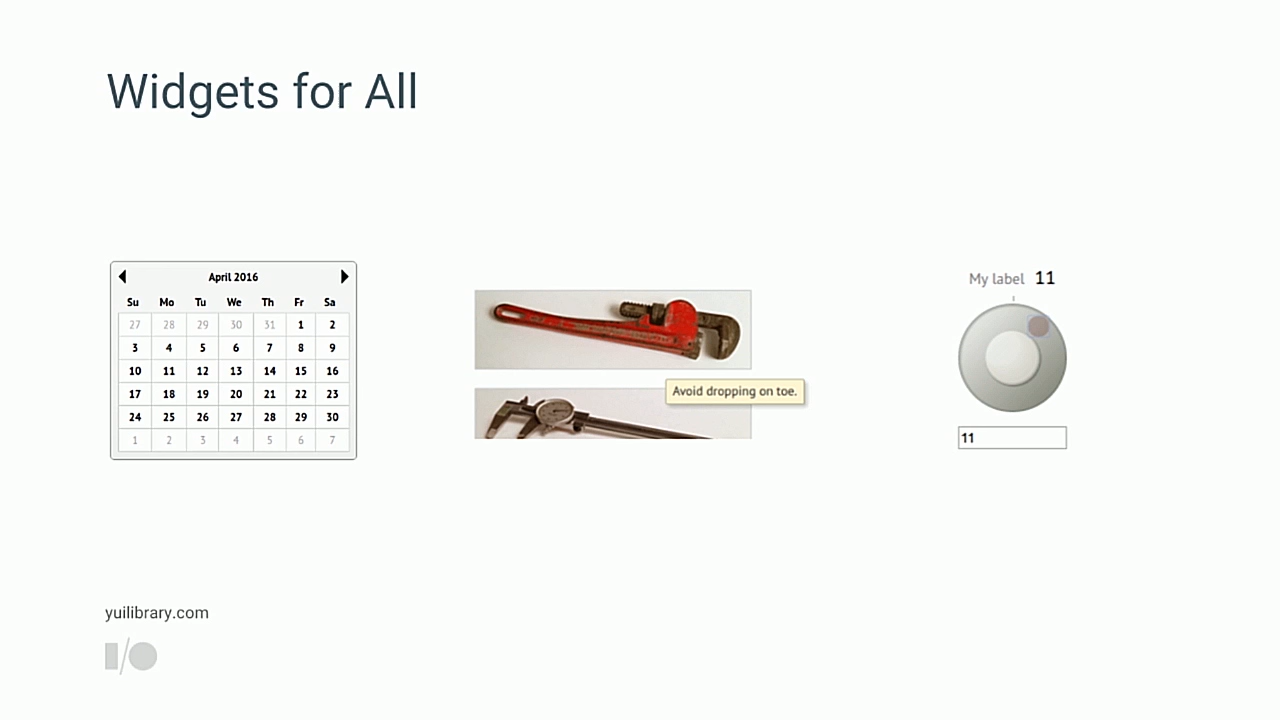 Widgets for All
April 2016
Su Mo Tu We Th Fr Sa
27 28 29 30 31 1 2
3 4 5 6 7 8 9
10 11 12 13 14 15 16
17 18 19 20 21 22 23
24 25 26 27 28 29 30
1 2 3 4 5 6 7
Avoid dropping on toe.
My label 11
11
yuilibrary.com
I/O